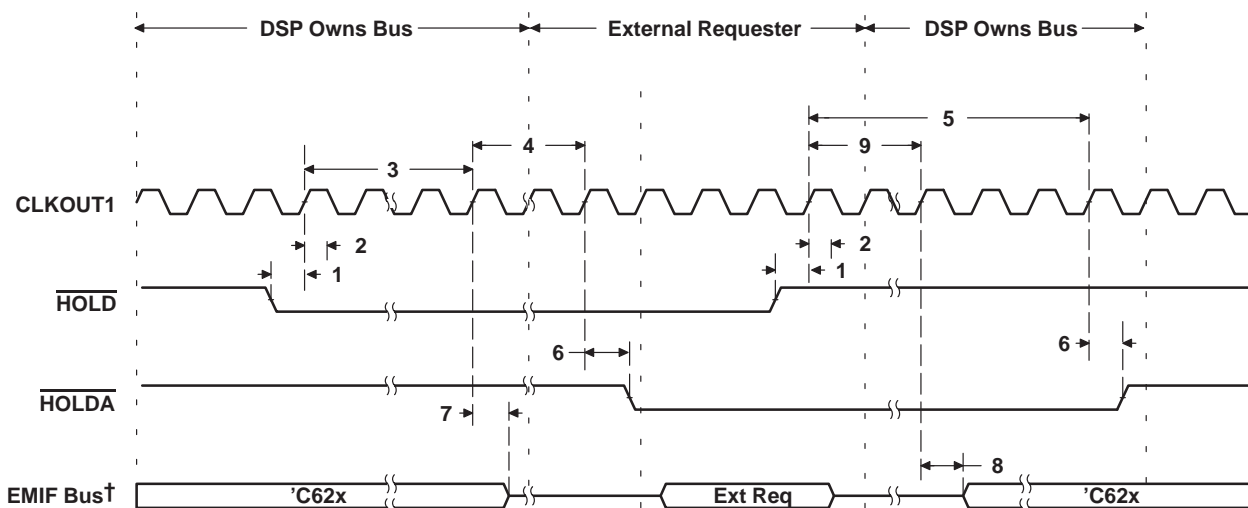 DSP Owns Bus External Requester DSP Owns Bus
5
4 9
3
CLKOUT1
2 2
1 1
HOLD
6 6
HOLDA
7
8
EMIF Bus† ’C62x Ext Req ’C62x